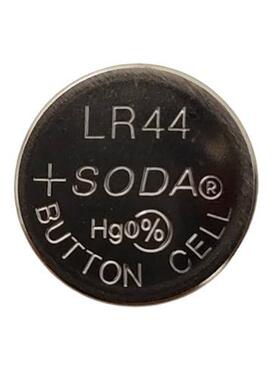 LR44
+SODA®
Hg0%
BUTTON CELL